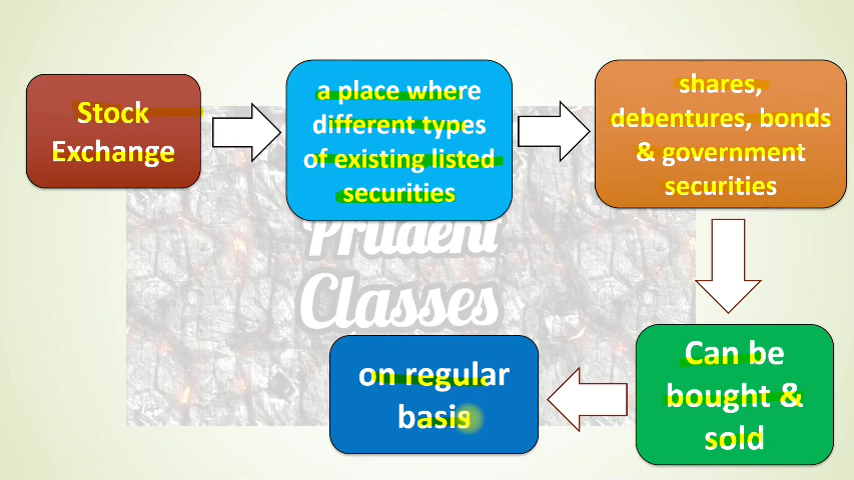 Stock
Exchange
a place where
different types
of existing listed
securities
shares,
debentures, bonds
& government
securities
Can be
bought &
sold
on regular
basis
Prudent
Classes